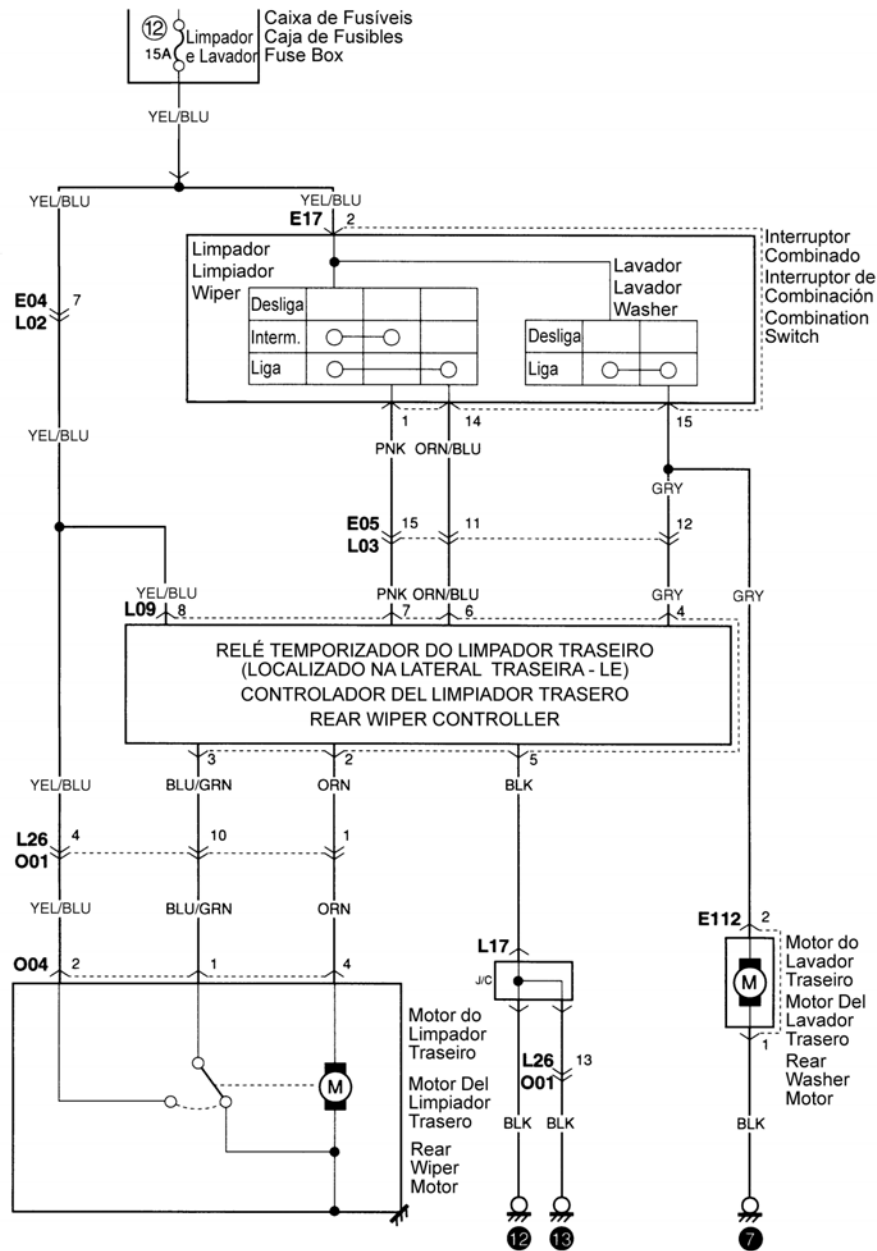 12
15A
Limpador
e Lavador
Caixa de Fusíveis
Caja de Fusibles
Fuse Box
YEL/BLU
YEL/BLU
YEL/BLU
E17 2
Limpador
Limpiador
Wiper
Desliga
Interm.
Liga
Lavador
Lavador
Washer
Desliga
Liga
Interruptor
Combinado
Interruptor de
Combinación
Combination
Switch
E04 7
L02
1 14 15
YEL/BLU
PNK ORN/BLU
GRY
E05 15 11 12
L03
YEL/BLU PNK ORN/BLU GRY GRY
L09 8 7 6 4
RELÉ TEMPORIZADOR DO LIMPADOR TRASEIRO
(LOCALIZADO NA LATERAL TRASEIRA - LE)
CONTROLADOR DEL LIMPIADOR TRASERO
REAR WIPER CONTROLLER
3 2 5
YEL/BLU BLU/GRN ORN BLK
L26 4 10 1
O01
YEL/BLU BLU/GRN ORN
O04 2 1 4
M
Motor do
Limpador
Traseiro
Motor Del
Limpiador
Trasero
Rear
Wiper
Motor
L17
J/C
L26 13
O01
BLK BLK
12 13
E112 2
M
Motor do
Lavador
Traseiro
Motor Del
Lavador
Trasero
Rear
Washer
Motor
1
BLK
7